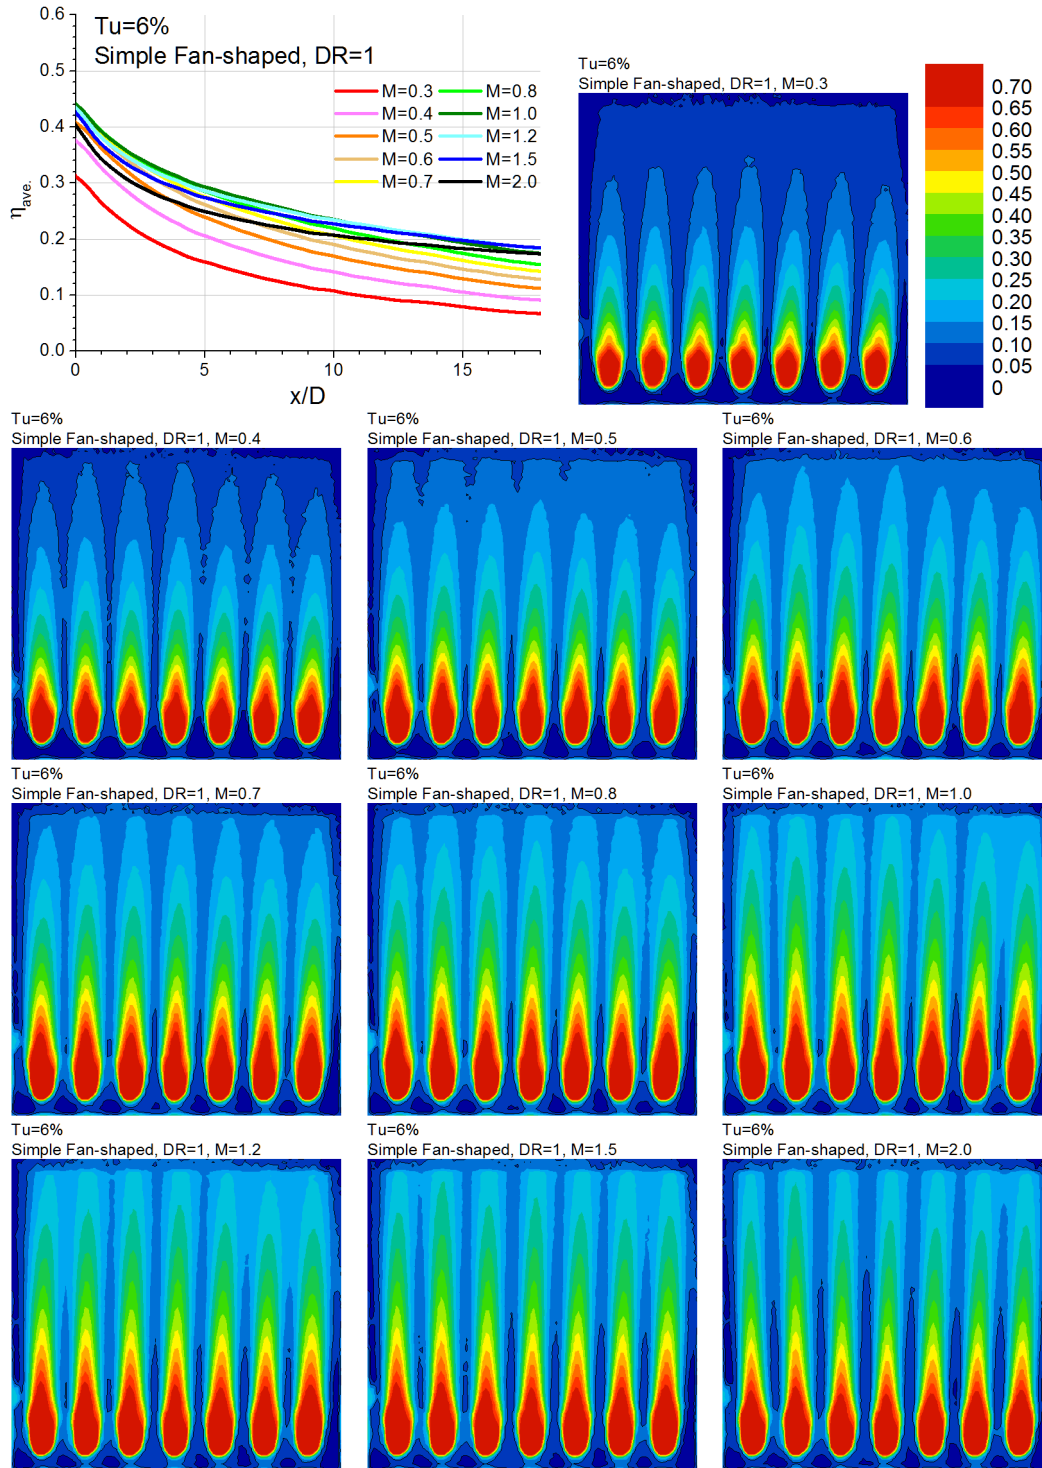 Tu=6%
Simple Fan-shaped, DR=1
0.6
0.5
0.4
0.3
0.2
0.1
0.0
ηave.
M=0.3
M=0.8
M=0.4
M=1.0
M=0.5
M=1.2
M=0.6
M=1.5
M=0.7
M=2.0
0
5
10
15
x/D
Tu=6%
Simple Fan-shaped, DR=1, M=0.3
0.70
0.65
0.60
0.55
0.50
0.45
0.40
0.35
0.30
0.25
0.20
0.15
0.10
0.05
0
Tu=6%
Simple Fan-shaped, DR=1, M=0.4
Tu=6%
Simple Fan-shaped, DR=1, M=0.5
Tu=6%
Simple Fan-shaped, DR=1, M=0.6
Tu=6%
Simple Fan-shaped, DR=1, M=0.7
Tu=6%
Simple Fan-shaped, DR=1, M=0.8
Tu=6%
Simple Fan-shaped, DR=1, M=1.0
Tu=6%
Simple Fan-shaped, DR=1, M=1.2
Tu=6%
Simple Fan-shaped, DR=1, M=1.5
Tu=6%
Simple Fan-shaped, DR=1, M=2.0